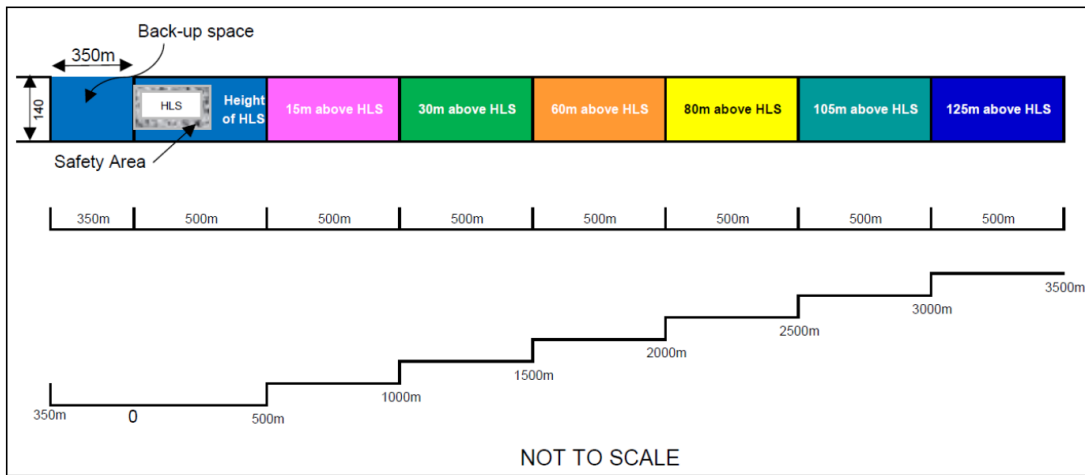 Back-up space
350m
140
HLS
Height
of HLS
15m above HLS
30m above HLS
60m above HLS
80m above HLS
105m above HLS
125m above HLS
Safety Area
350m
500m
500m
500m
500m
500m
500m
500m
3500m
3000m
2500m
2000m
1500m
1000m
500m
0
350m
NOT TO SCALE